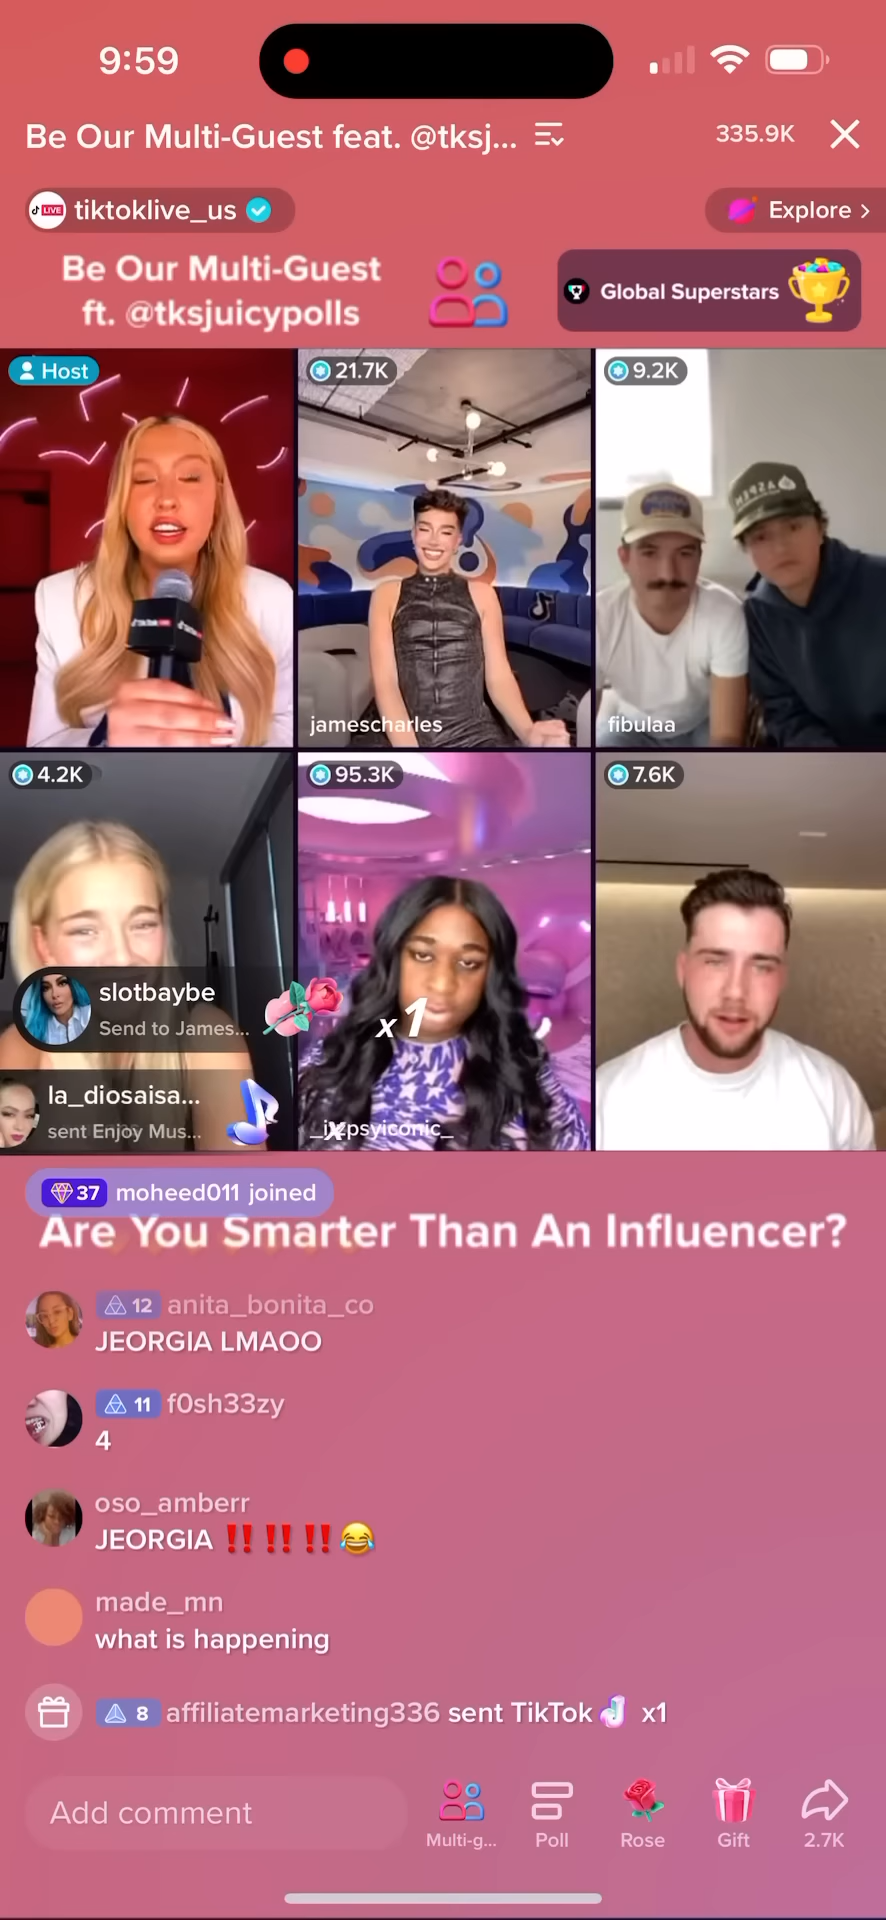 9:59
Be Our Multi-Guest feat. @tksj...
335.9K
LIVE
tiktoklive_us
Explore >
Be Our Multi-Guest
ft. @tksjuicypolls
Global Superstars
Host
21.7K
9.2K
ASPEN
jamescharles
fibulaa
4.2K
95.3K
7.6K
slotbaybe
Send to James...
x1
la_diosaisa...
sent Enjoy Mus...
x
37 moheed011 joined
Are You Smarter Than An Influencer?
12 anita_bonita_co
JEORGIA LMAOO
11 f0sh33zy
4
oso_amberr
JEORGIA ‼️‼️‼️😂
made_mn
what is happening
8 affiliatemarketing336 sent TikTok x1
Add comment
Multi-g...
Poll
Rose
Gift
2.7K